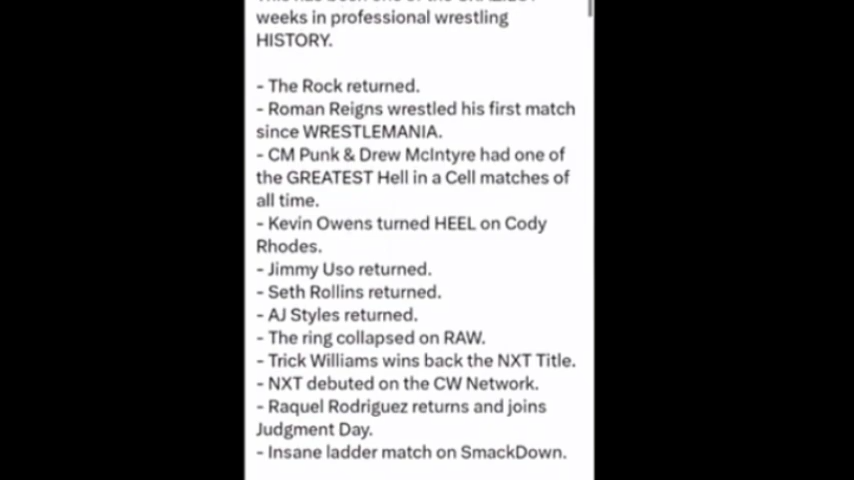 weeks in professional wrestling
HISTORY.
- The Rock returned.
- Roman Reigns wrestled his first match
since WRESTLEMANIA.
- CM Punk & Drew McIntyre had one of
the GREATEST Hell in a Cell matches of
all time.
- Kevin Owens turned HEEL on Cody
Rhodes.
- Jimmy Uso returned.
- Seth Rollins returned.
- AJ Styles returned.
- The ring collapsed on RAW.
- Trick Williams wins back the NXT Title.
- NXT debuted on the CW Network.
- Raquel Rodriguez returns and joins
Judgment Day.
- Insane ladder match on SmackDown.